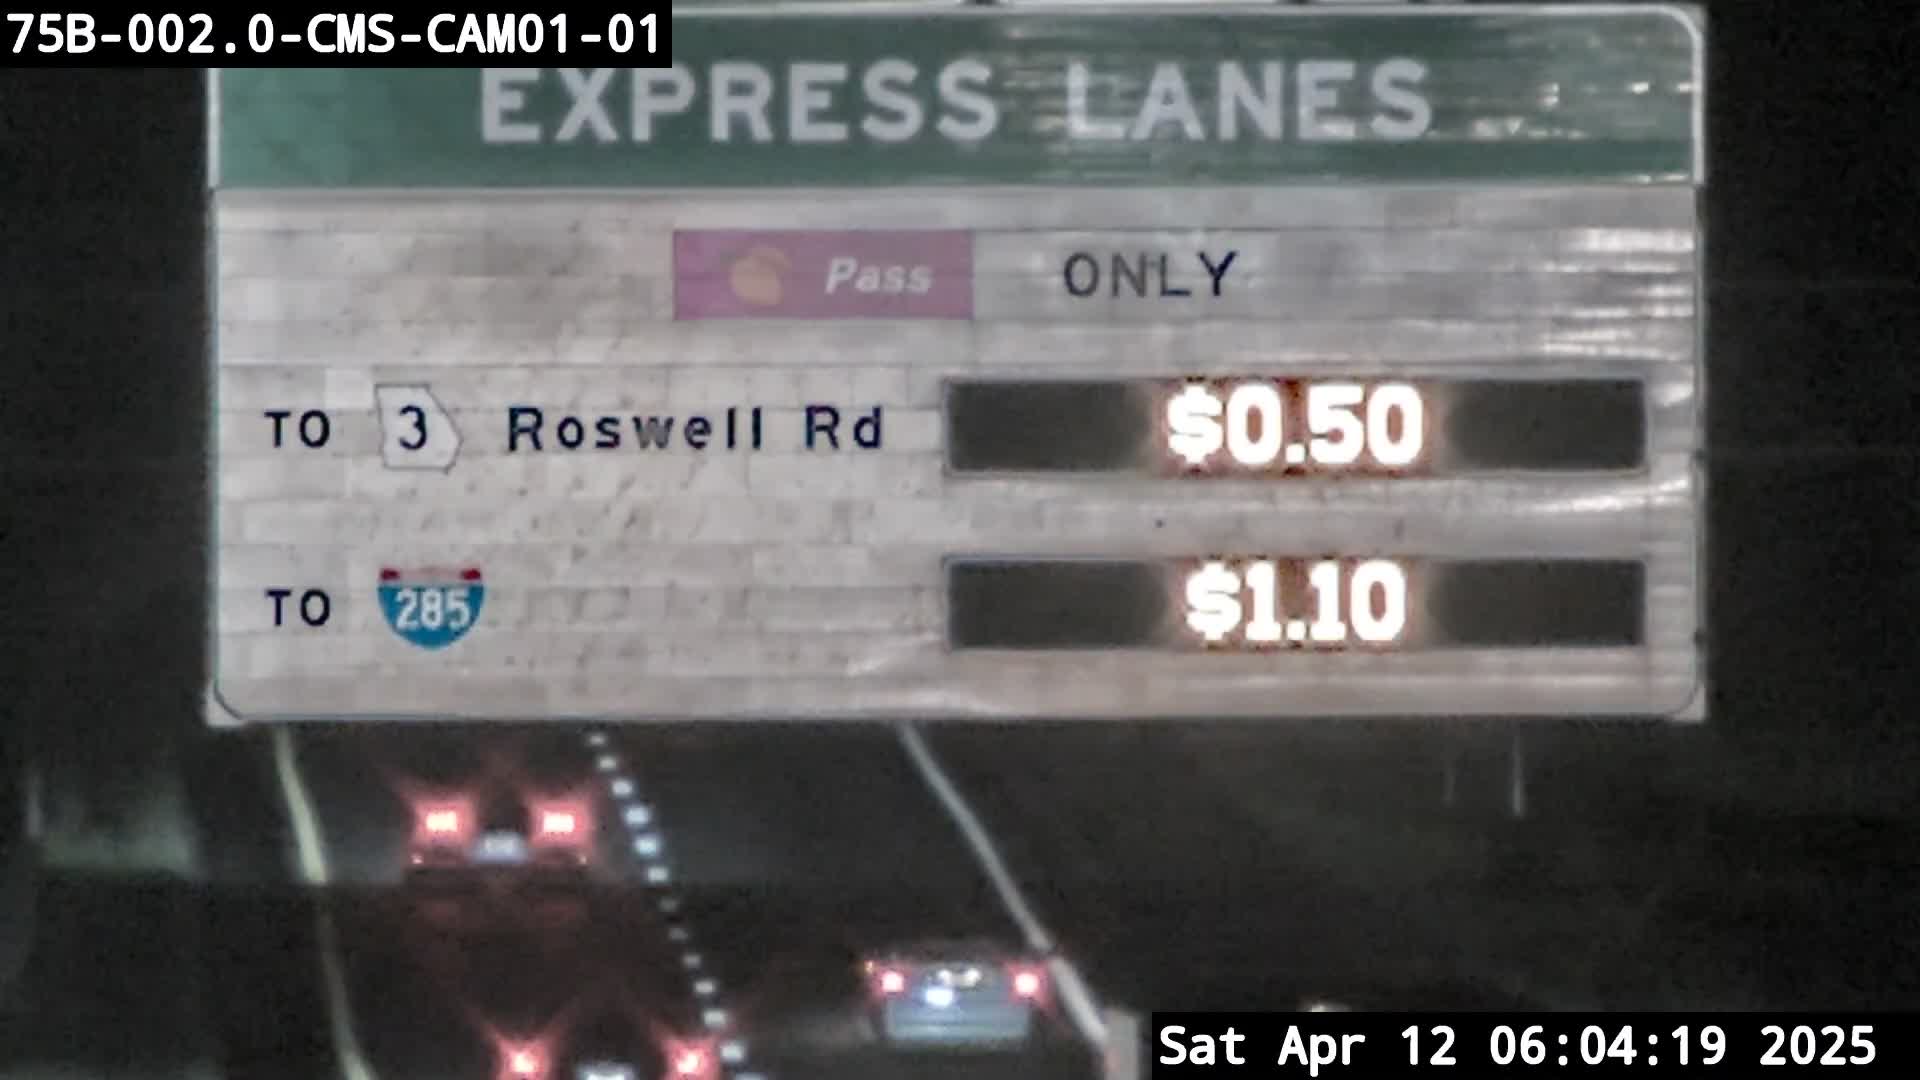 75B-002.0-CMS-CAM01-01
EXPRESS LANES
Pass ONLY
TO 3 Roswell Rd $0.50
TO 285 $1.10
Sat Apr 12 06:04:19 2025